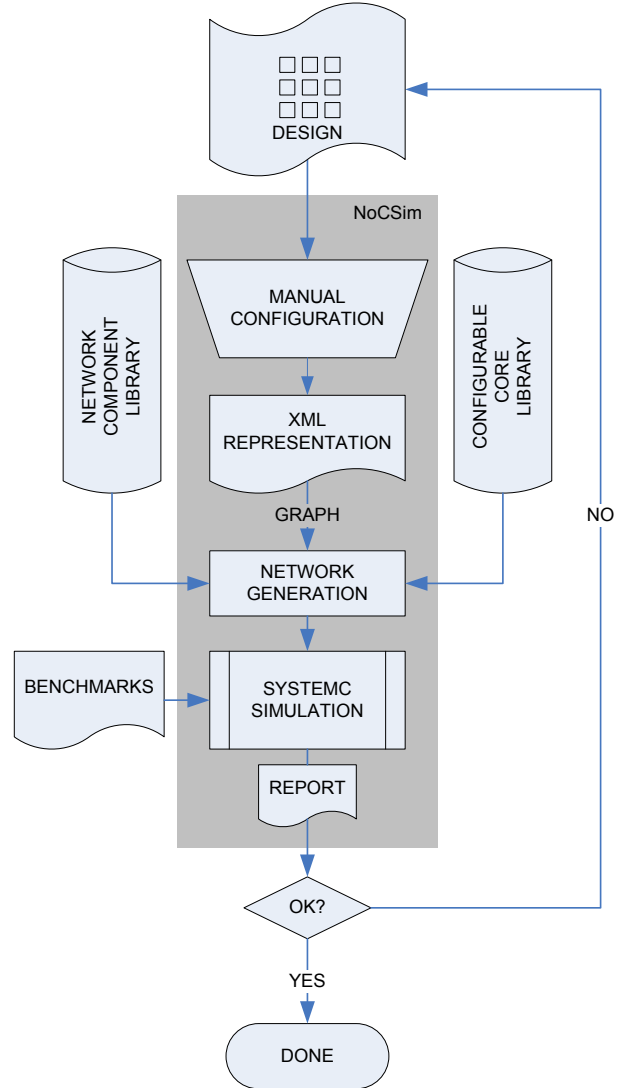 DESIGN
NoCSim
MANUAL
CONFIGURATION
NETWORK
COMPONENT
LIBRARY
CONFIGURABLE
CORE
LIBRARY
XML
REPRESENTATION
GRAPH
NO
NETWORK
GENERATION
BENCHMARKS
SYSTEMC
SIMULATION
REPORT
OK?
YES
DONE